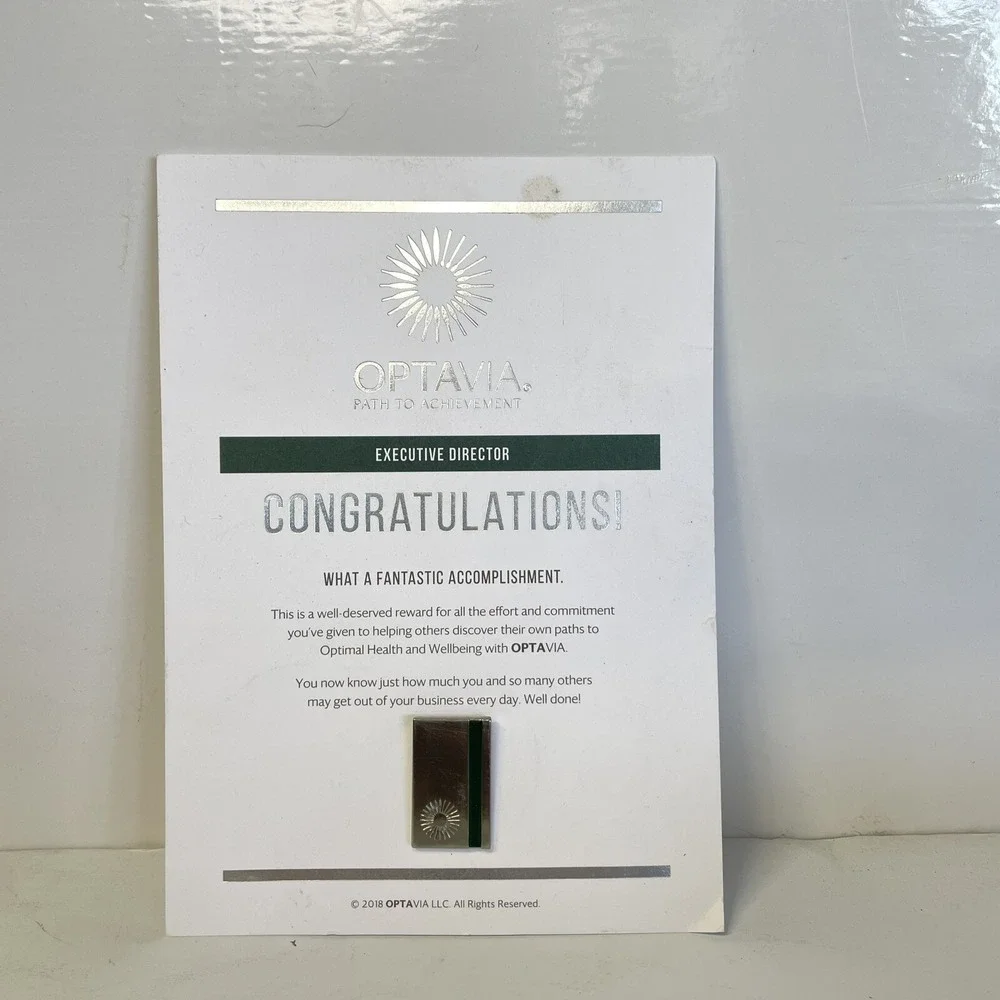 OPTAVIA®
PATH TO ACHIEVEMENT
EXECUTIVE DIRECTOR
CONGRATULATIONS!
WHAT A FANTASTIC ACCOMPLISHMENT.
This is a well-deserved reward for all the effort and commitment
you've given to helping others discover their own paths to
Optimal Health and Wellbeing with OPTAVIA.
You now know just how much you and so many others
may get out of your business every day. Well done!
© 2018 OPTAVIA LLC. All Rights Reserved.